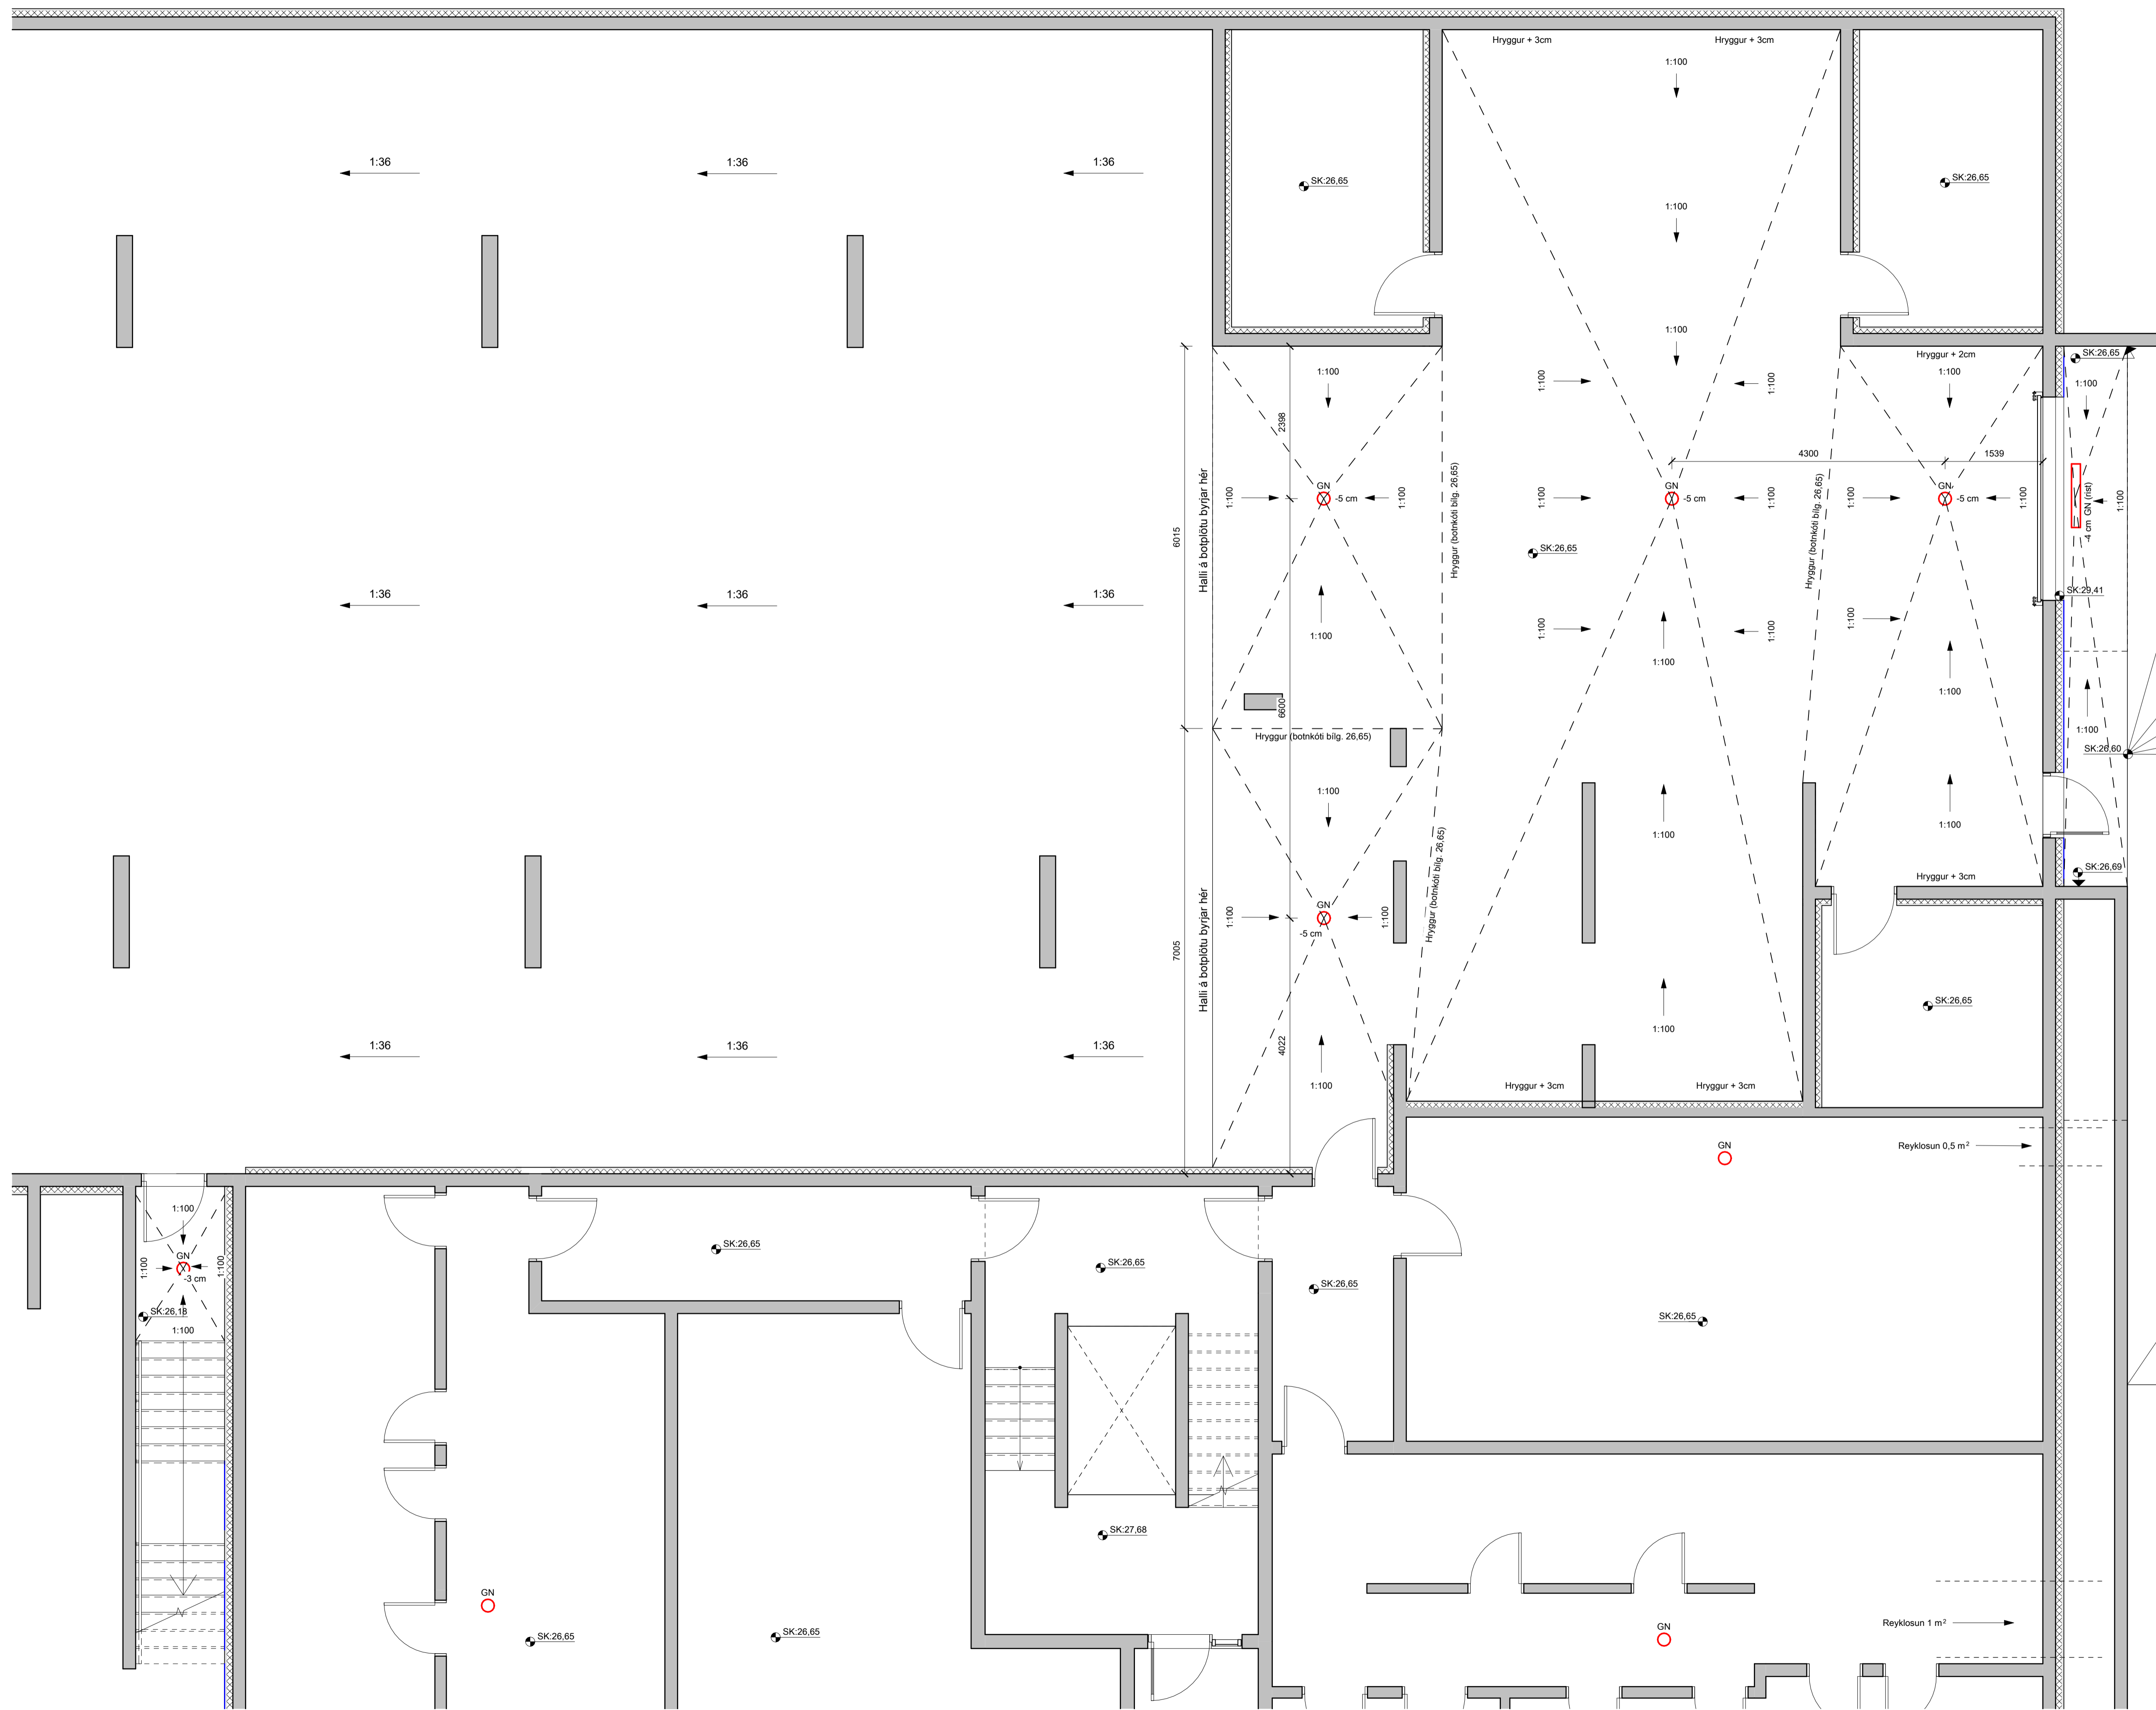 Hryggur + 3cm
Hryggur + 3cm
1:100
1:36
1:36
1:36
SK:26,65
SK:26,65
1:100
1:100
Hryggur + 2cm
SK:26,65
1:100
1:100
1:100
1:100
1:100
2398
4300
1539
Hryggur (botnkóti bílg. 26,65)
Hryggur (botnkóti bílg. 26,65)
Halli á botplötu byrjar hér
GN
-5 cm
GN
-5 cm
GN
-5 cm
-4 cm GN (rist)
1:100
1:100
1:100
1:100
1:100
1:100
1:100
6015
SK:26,65
1:36
1:36
1:36
SK:29,41
1:100
1:100
1:100
1:100
1:100
1:100
6600
Hryggur (botnkóti bílg. 26,65)
1:100
SK:26,60
1:100
1:100
1:100
Hryggur (botnkóti bílg. 26,65)
SK:26,69
Hryggur + 3cm
Halli á botplötu byrjar hér
GN
-5 cm
1:100
1:100
7005
SK:26,65
1:100
4022
1:36
1:36
1:36
1:100
Hryggur + 3cm
Hryggur + 3cm
GN
Reyklosun 0,5 m²
1:100
GN
-3 cm
1:100
1:100
SK:26,18
1:100
SK:26,65
SK:26,65
SK:26,65
SK:26,65
SK:27,68
GN
SK:26,65
SK:26,65
GN
Reyklosun 1 m²